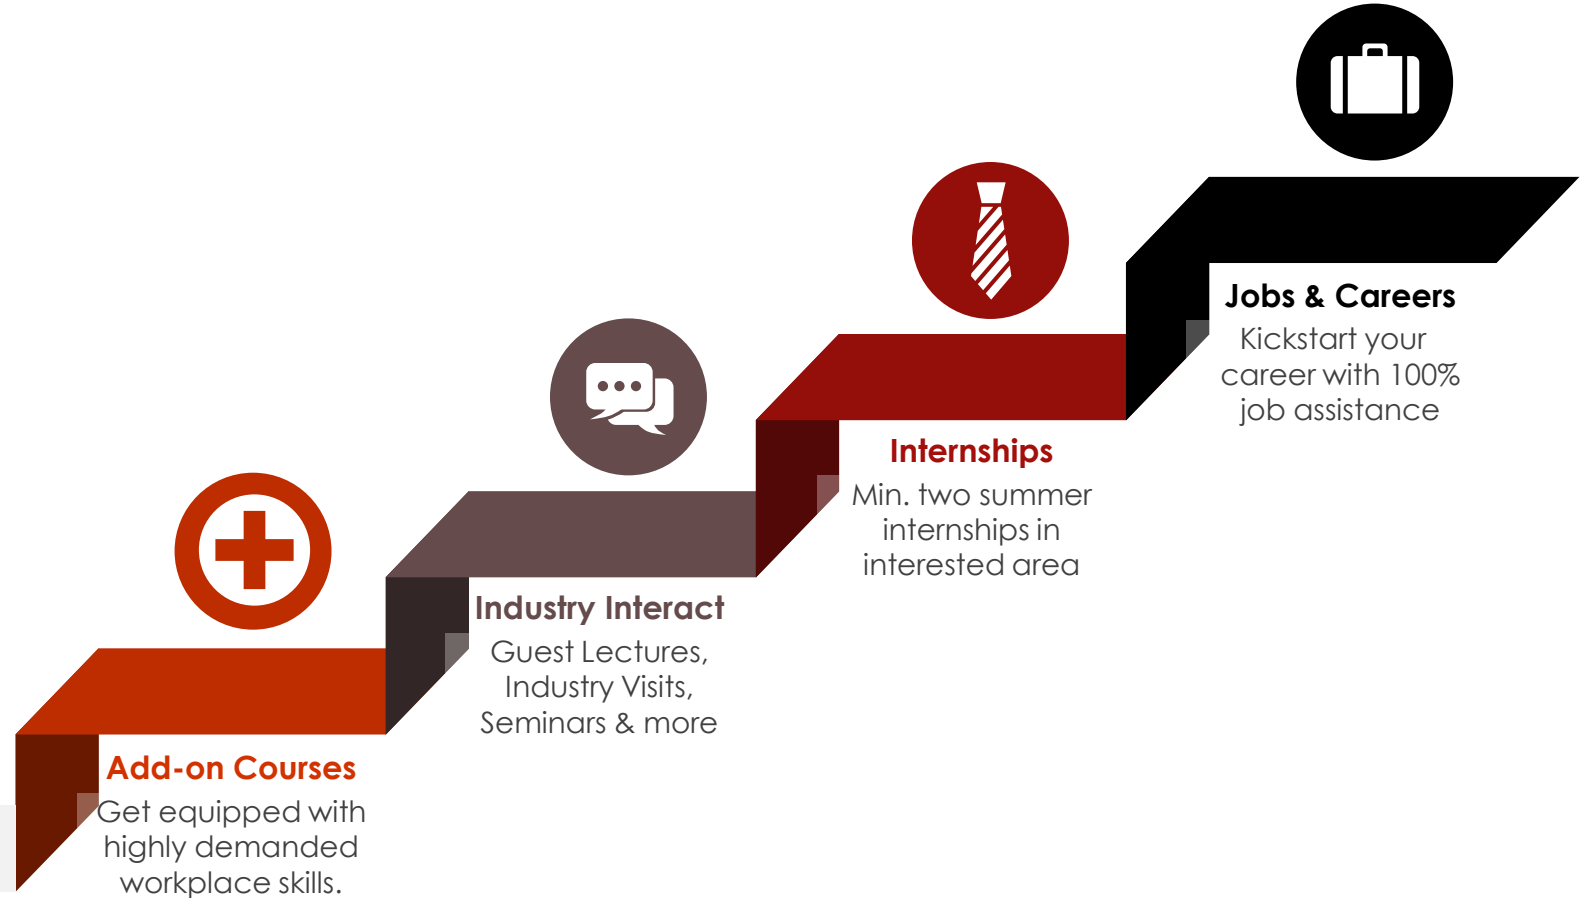 Jobs & Careers
Kickstart your
career with 100%
job assistance
Internships
Min. two summer
internships in
interested area
Industry Interact
Guest Lectures,
Industry Visits,
Seminars & more
Add-on Courses
Get equipped with
highly demanded
workplace skills.